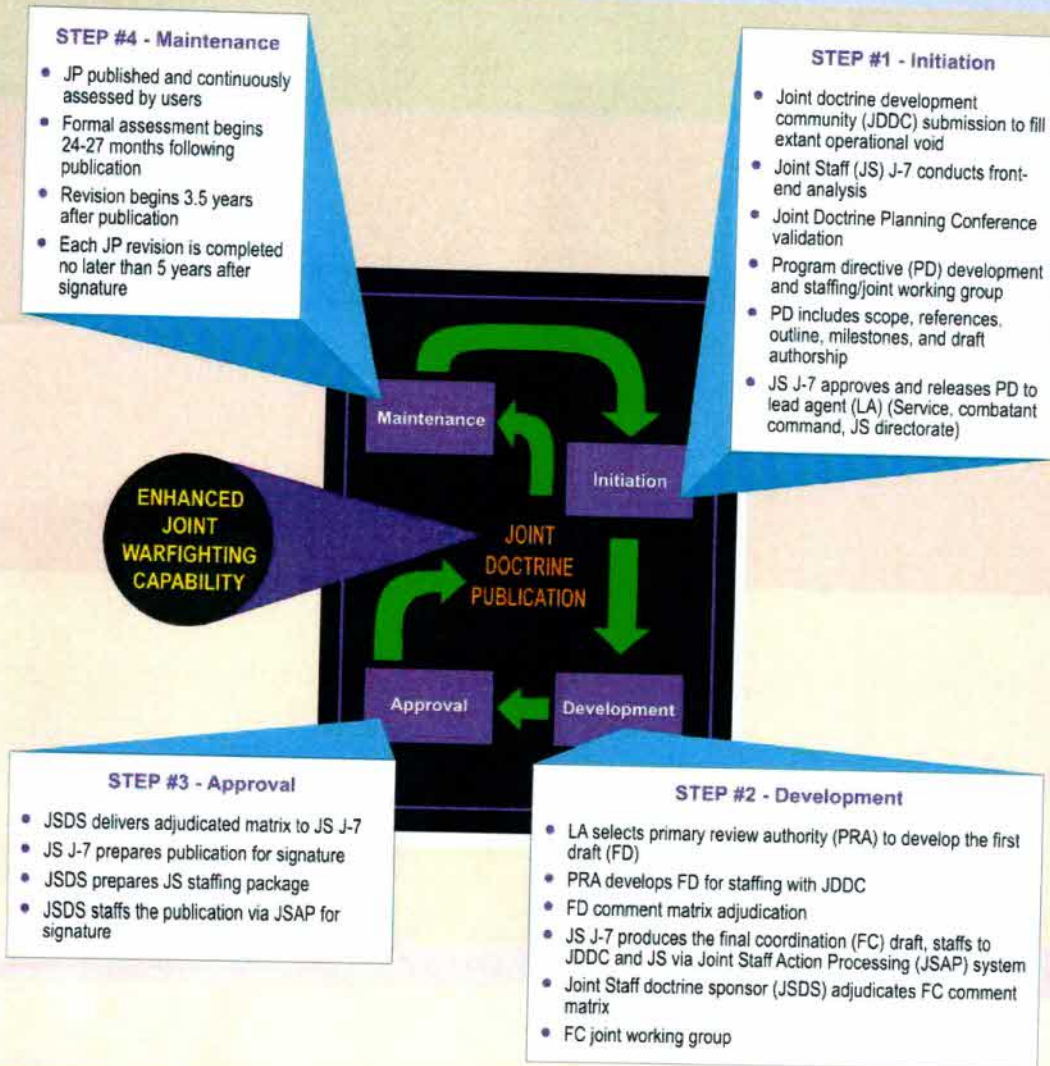 STEP #4 - Maintenance
• JP published and continuously
assessed by users
• Formal assessment begins
24-27 months following
publication
• Revision begins 3.5 years
after publication
• Each JP revision is completed
no later than 5 years after
signature
STEP #1 - Initiation
• Joint doctrine development
community (JDDC) submission to fill
extant operational void
• Joint Staff (JS) J-7 conducts front-
end analysis
• Joint Doctrine Planning Conference
validation
• Program directive (PD) development
and staffing/joint working group
• PD includes scope, references,
outline, milestones, and draft
authorship
• JS J-7 approves and releases PD to
lead agent (LA) (Service, combatant
command, JS directorate)
Maintenance
Initiation
ENHANCED
JOINT
WARFIGHTING
CAPABILITY
JOINT
DOCTRINE
PUBLICATION
Approval
Development
STEP #3 - Approval
• JSDS delivers adjudicated matrix to JS J-7
• JS J-7 prepares publication for signature
• JSDS prepares JS staffing package
• JSDS staffs the publication via JSAP for
signature
STEP #2 - Development
• LA selects primary review authority (PRA) to develop the first
draft (FD)
• PRA develops FD for staffing with JDDC
• FD comment matrix adjudication
• JS J-7 produces the final coordination (FC) draft, staffs to
JDDC and JS via Joint Staff Action Processing (JSAP) system
• Joint Staff doctrine sponsor (JSDS) adjudicates FC comment
matrix
• FC joint working group